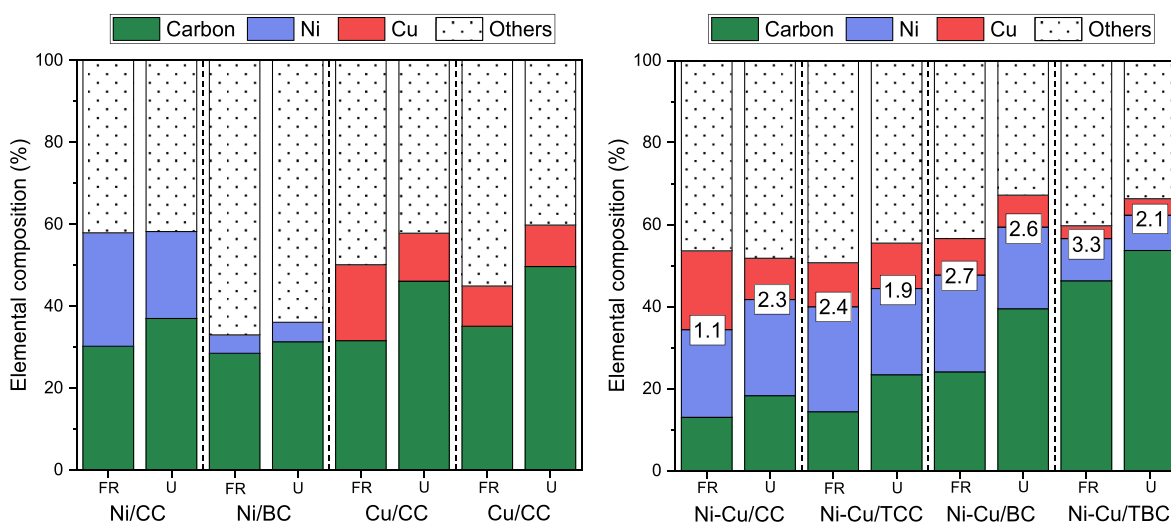 Carbon Ni Cu Others
Elemental composition (%)
100
80
60
40
20
0
FR U FR U FR U FR U
Ni/CC Ni/BC Cu/CC Cu/CC
Carbon Ni Cu Others
Elemental composition (%)
100
80
60
40
20
0
1.1
2.3
2.4
1.9
2.7
2.6
3.3
2.1
FR U FR U FR U FR U
Ni-Cu/CC Ni-Cu/TCC Ni-Cu/BC Ni-Cu/TBC